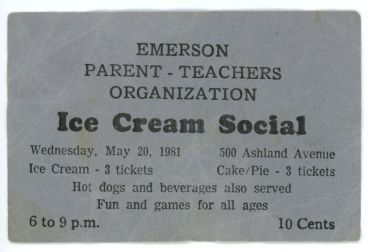 EMERSON
PARENT - TEACHERS
ORGANIZATION
Ice Cream Social
Wednesday, May 20, 1981 500 Ashland Avenue
Ice Cream - 3 tickets Cake/Pie - 3 tickets
Hot dogs and beverages also served
Fun and games for all ages
6 to 9 p.m. 10 Cents